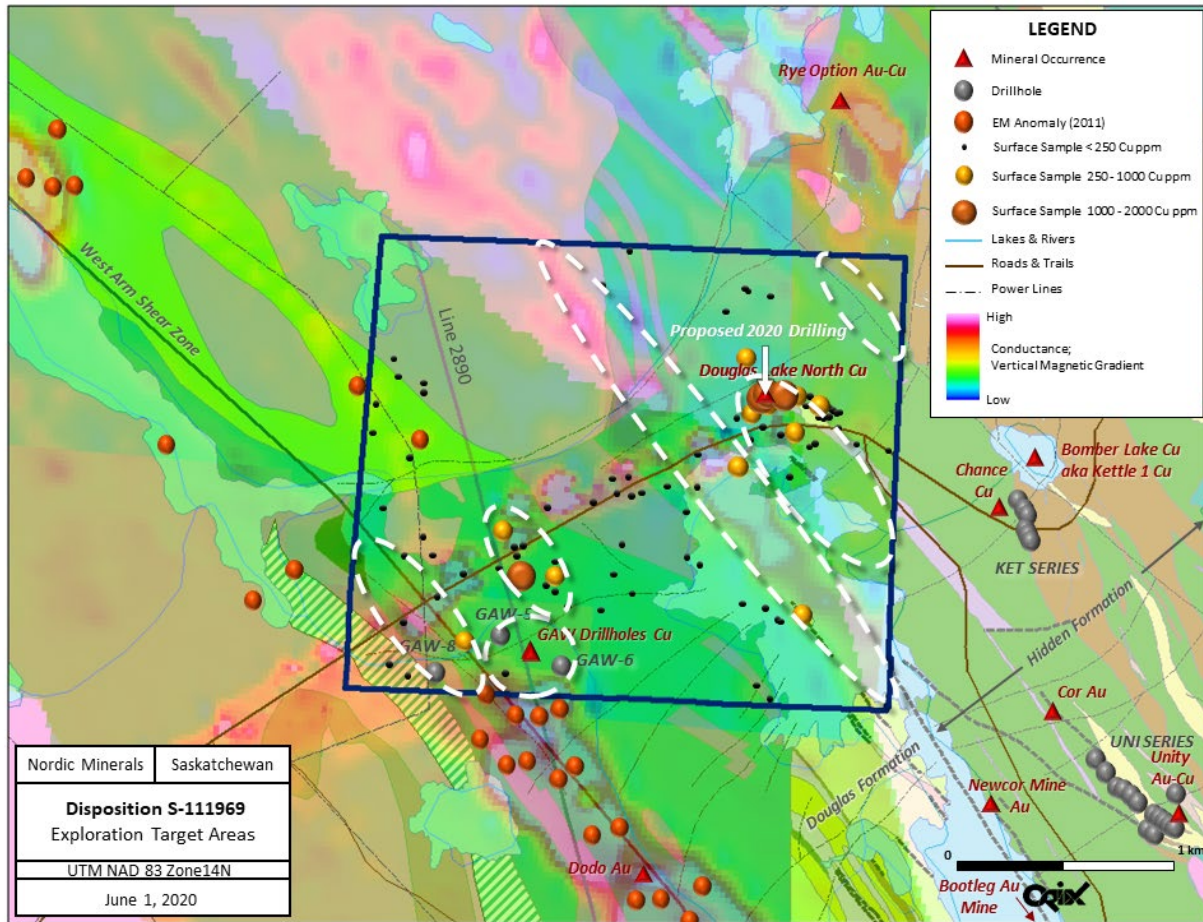 LEGEND
Mineral Occurrence
Drillhole
EM Anomaly (2011)
Surface Sample < 250 Cu ppm
Surface Sample 250 - 1000 Cu ppm
Surface Sample 1000 - 2000 Cu ppm
Lakes & Rivers
Roads & Trails
Power Lines
High
Conductance;
Vertical Magnetic Gradient
Low
Rye Option Au-Cu
West Arm Shear Zone
Line 2890
Proposed 2020 Drilling
Douglas Lake North Cu
Bomber Lake Cu
aka Kettle 1 Cu
Chance
Cu
KET SERIES
GAW-5
GAW Drillholes Cu
GAW-8
GAW-6
Hidden Formation
Cor Au
UNI SERIES
Unity
Au-Cu
Douglas Formation
Newcor Mine
Au
Dodo Au
Bootleg Au
Mine
0
1 km
Nordic Minerals
Saskatchewan
Disposition S-111969
Exploration Target Areas
UTM NAD 83 Zone14N
June 1, 2020